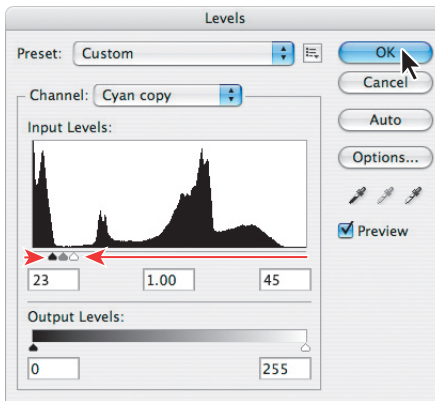 Levels
Preset: Custom
OK
Cancel
Auto
Options...
Preview
Channel: Cyan copy
Input Levels:
23 1.00 45
Output Levels:
0 255